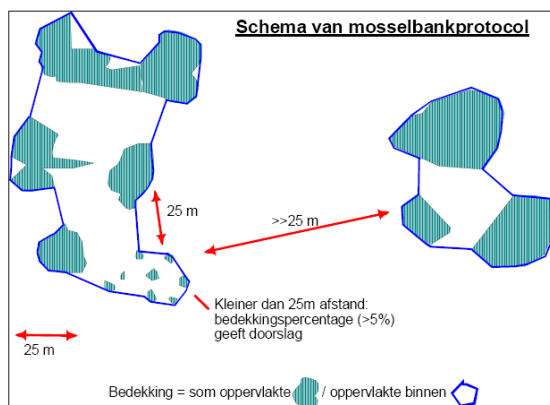 Schema van mosselbankprotocol
25 m
>>25 m
Kleiner dan 25m afstand:
bedekkingspercentage (>5%)
geeft doorslag
25 m
Bedekking = som oppervlakte / oppervlakte binnen